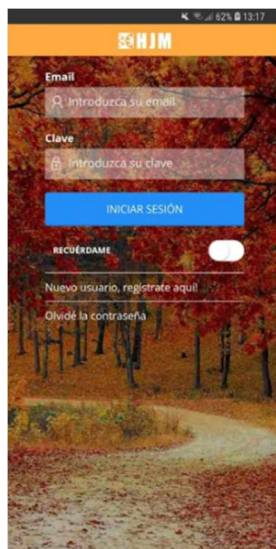 62% 13:17
HJM
Email
Introduzca su email
Clave
Introduzca su clave
INICIAR SESIÓN
RECUÉRDAME
Nuevo usuario, regístrate aquí!
Olvidé la contraseña